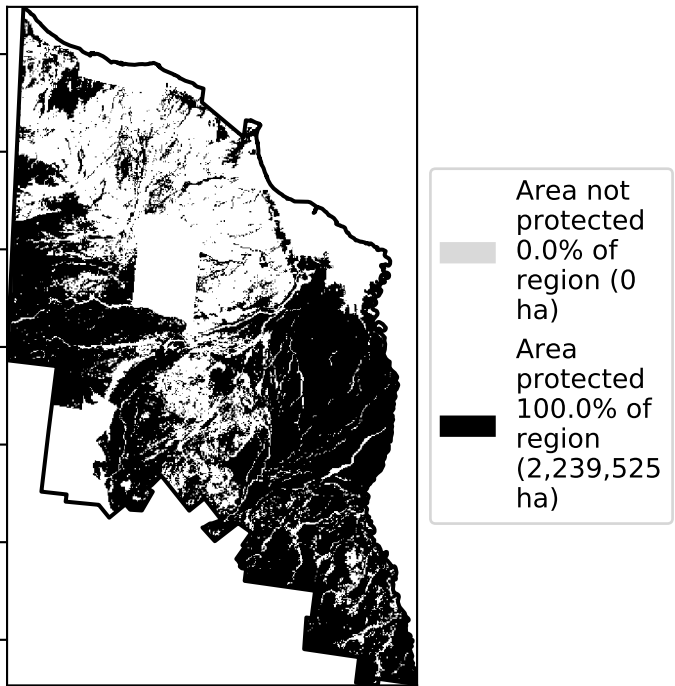 Area not
protected
0.0% of
region (0
ha)
Area
protected
100.0% of
region
(2,239,525
ha)